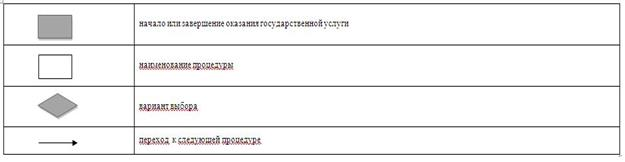 начало или завершение оказания государственной услуги
наименование процедуры
вариант выбора
переход к следующей процедуре